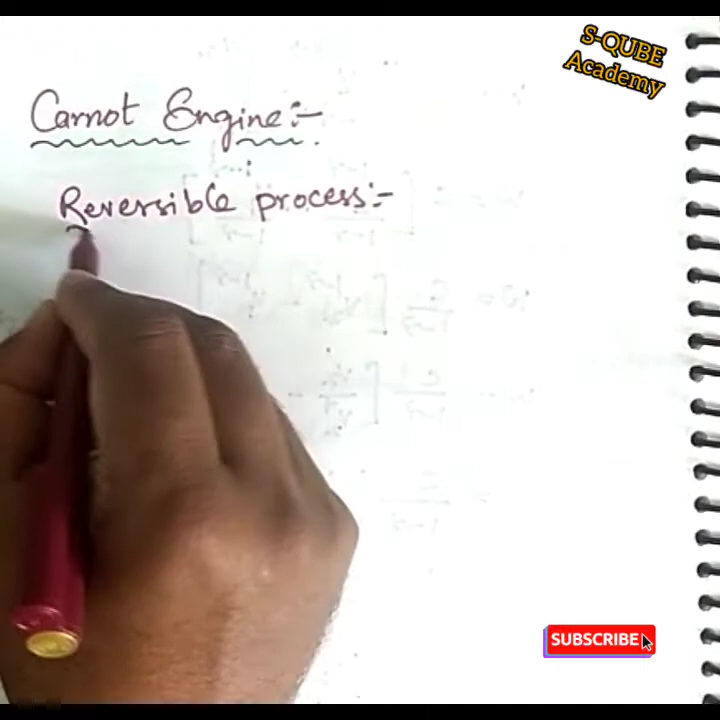 S-QUBE
Academy
Carnot Engine:-
Reversible process:-
SUBSCRIBE